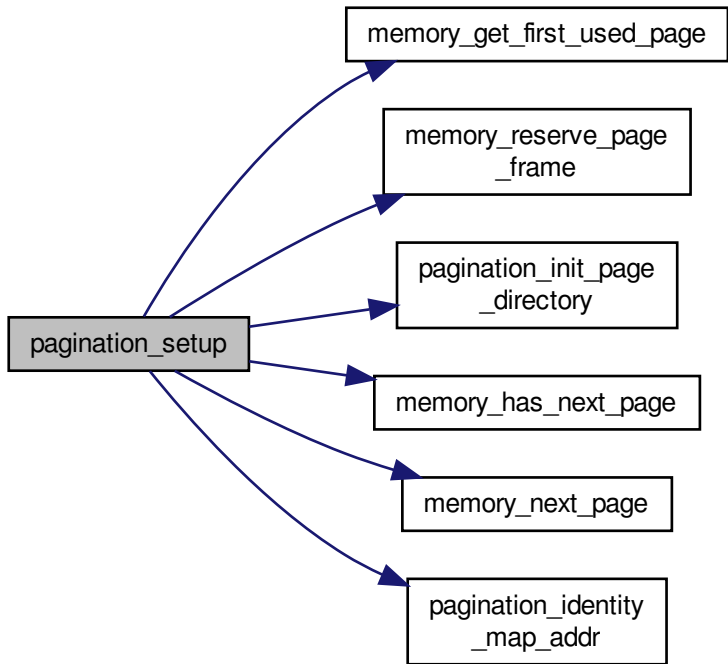 memory_get_first_used_page
memory_reserve_page
_frame
pagination_init_page
_directory
pagination_setup
memory_has_next_page
memory_next_page
pagination_identity
_map_addr